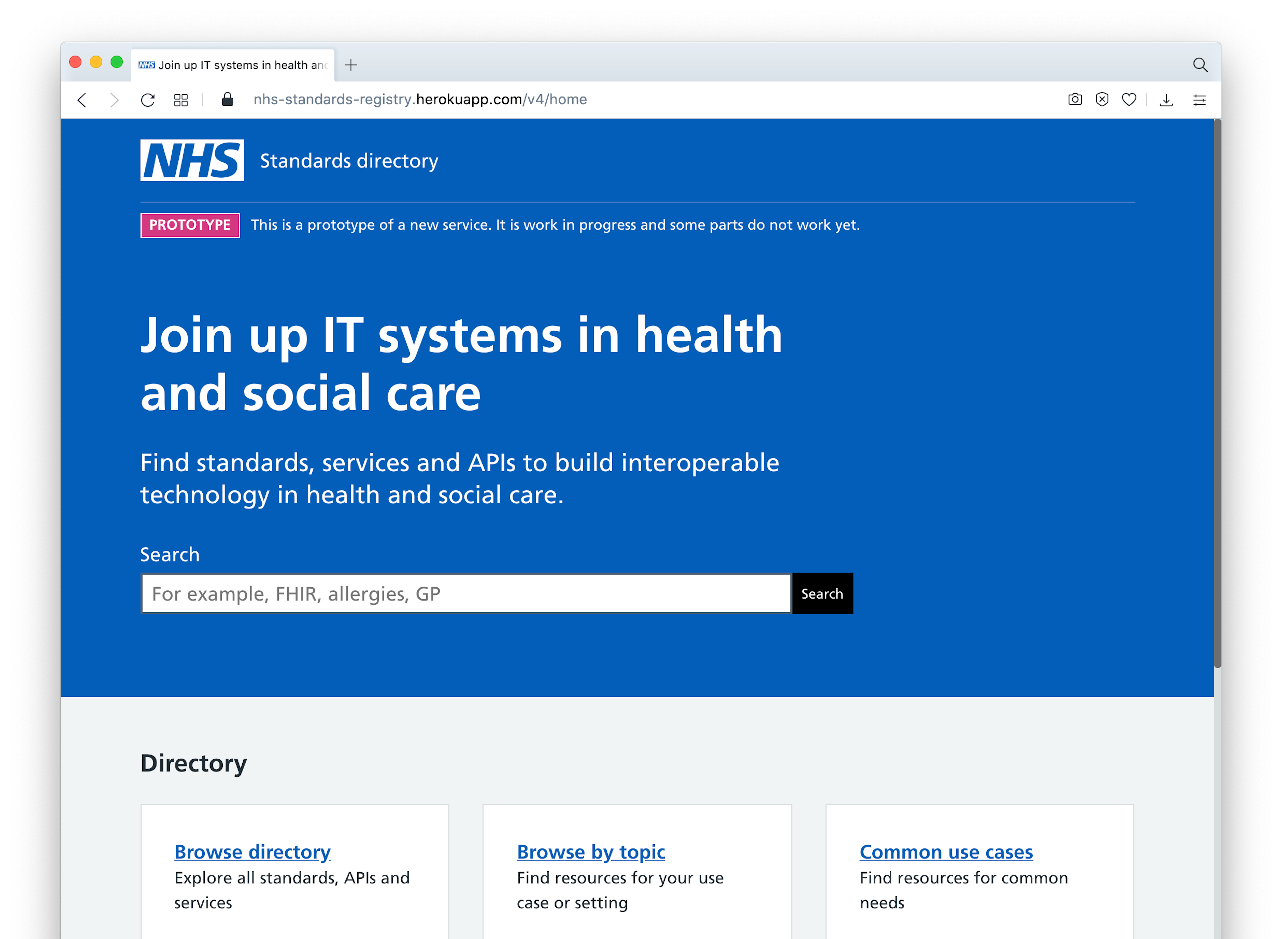 NHS Join up IT systems in health an
nhs-standards-registry.herokuapp.com/v4/home
NHS Standards directory
PROTOTYPE This is a prototype of a new service. It is work in progress and some parts do not work yet.
Join up IT systems in health
and social care
Find standards, services and APIs to build interoperable
technology in health and social care.
Search
For example, FHIR, allergies, GP
Search
Directory
Browse directory
Explore all standards, APIs and
services
Browse by topic
Find resources for your use
case or setting
Common use cases
Find resources for common
needs